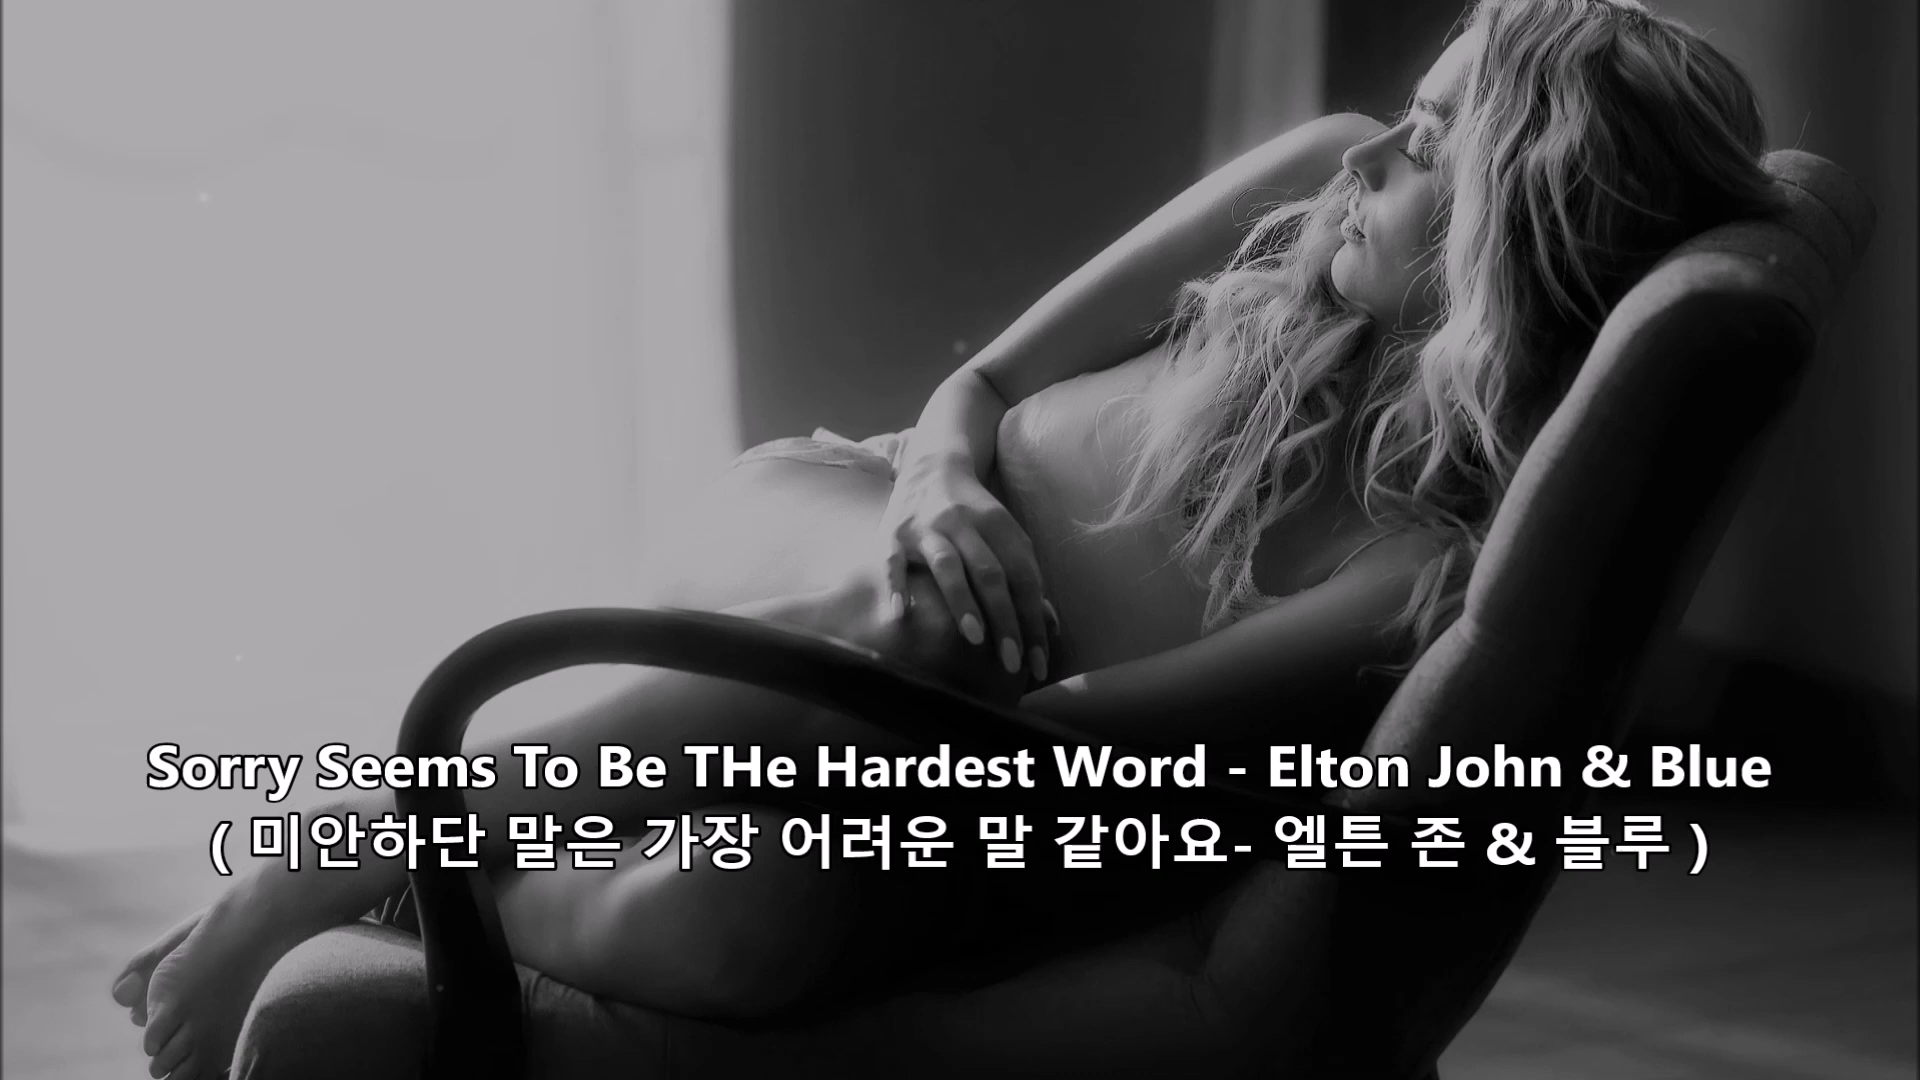 Sorry Seems To Be THe Hardest Word - Elton John & Blue
( 미안하단 말은 가장 어려운 말 같아요- 엘튼 존 & 블루 )